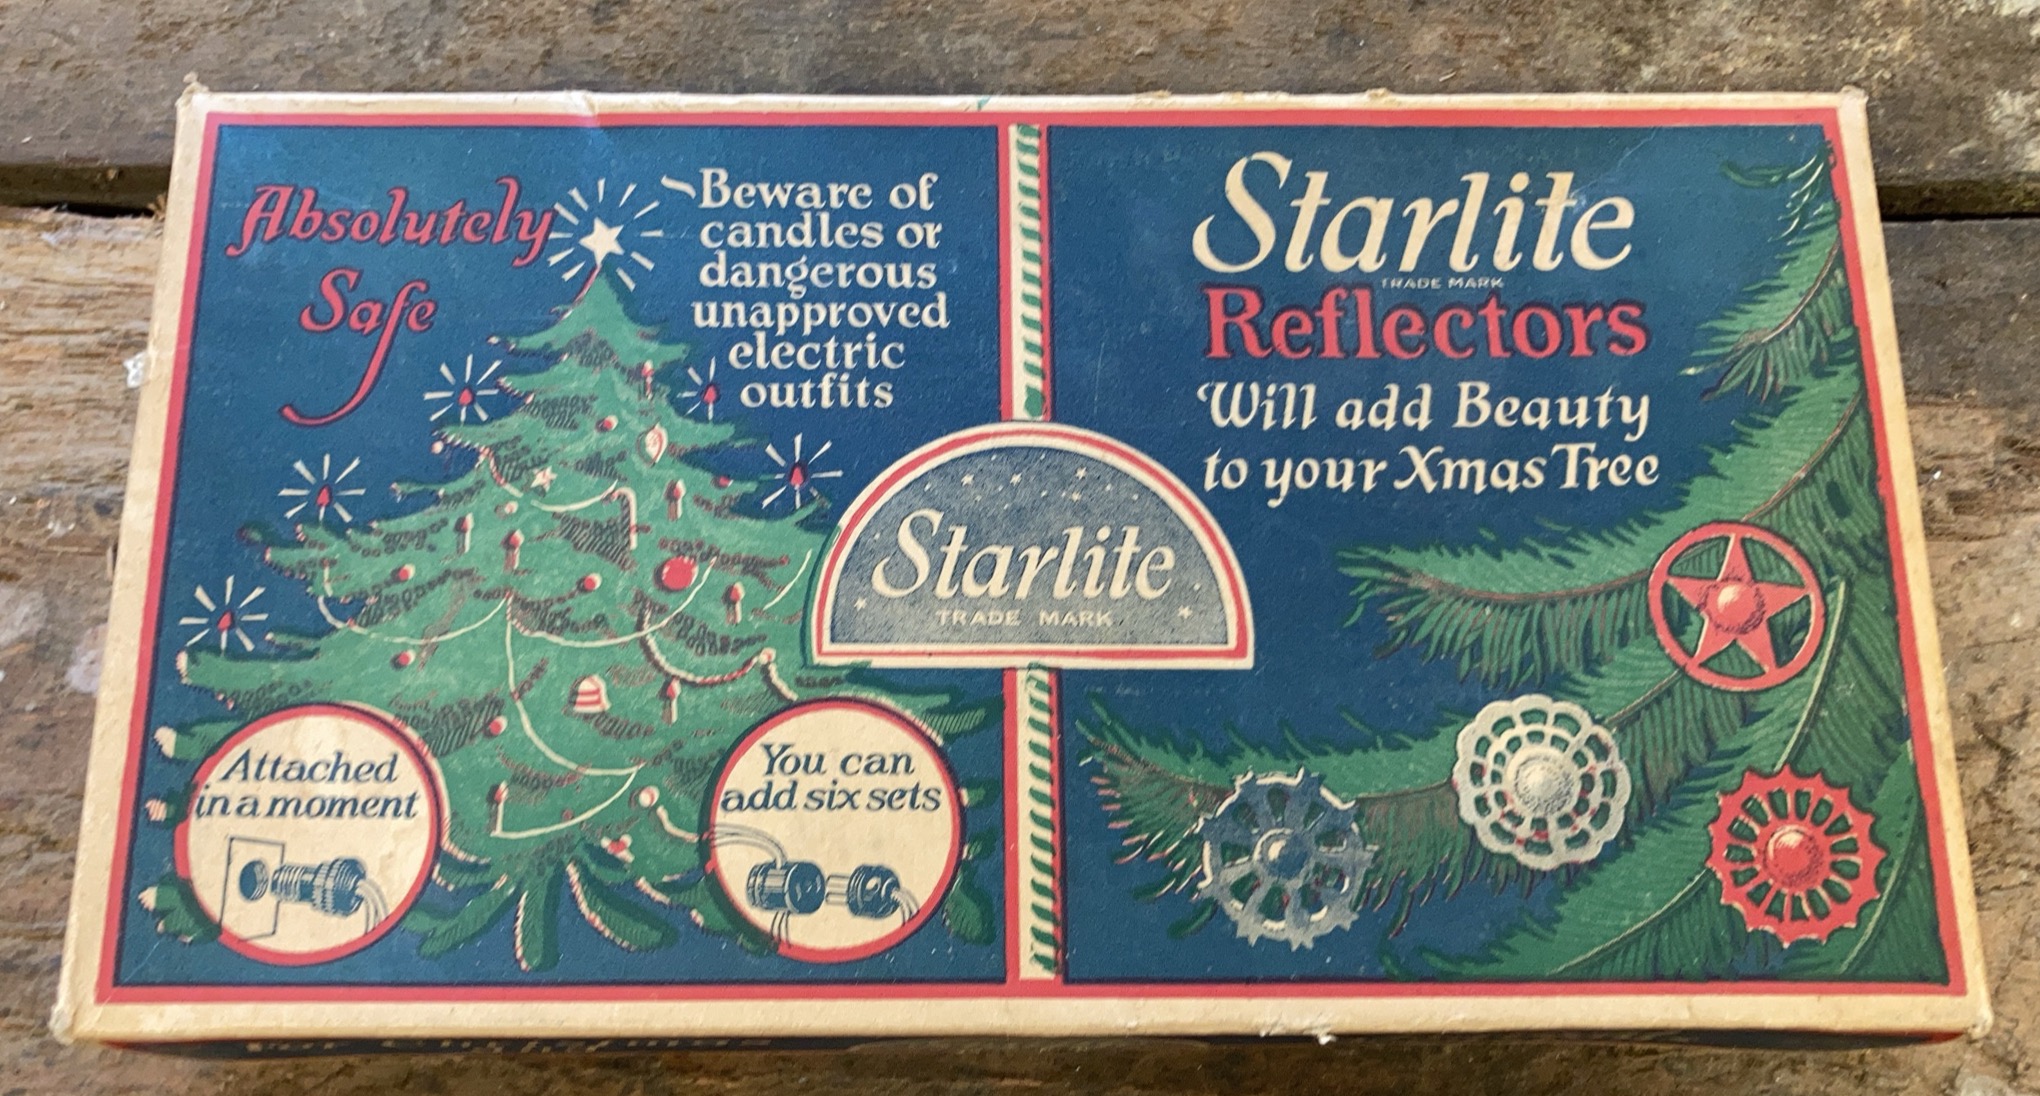 Absolutely
Safe
Beware of
candles or
dangerous
unapproved
electric
outfits
Attached
in a moment
You can
add six sets
Starlite
TRADE MARK
Starlite
TRADE MARK
Reflectors
Will add Beauty
to your Xmas Tree